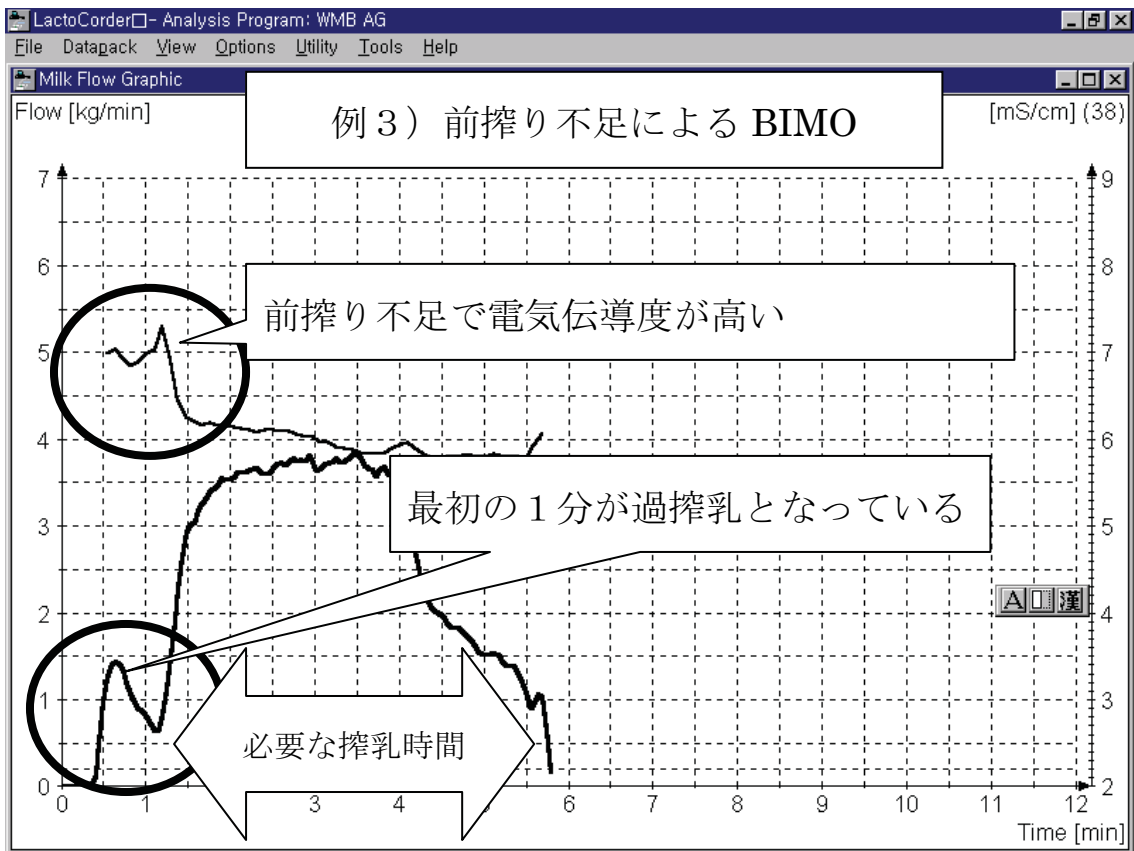 LactoCorder□- Analysis Program: WMB AG
File Datapack View Options Utility Tools Help
Milk Flow Graphic
例３）前搾り不足による BIMO
Flow [kg/min]
[mS/cm] (38)
7
9
6
8
前搾り不足で電気伝導度が高い
5
7
4
6
最初の１分が過搾乳となっている
3
5
A 漢
2
4
1
3
必要な搾乳時間
0
2
0 1 3 4 6 7 8 9 10 11 12
Time [min]